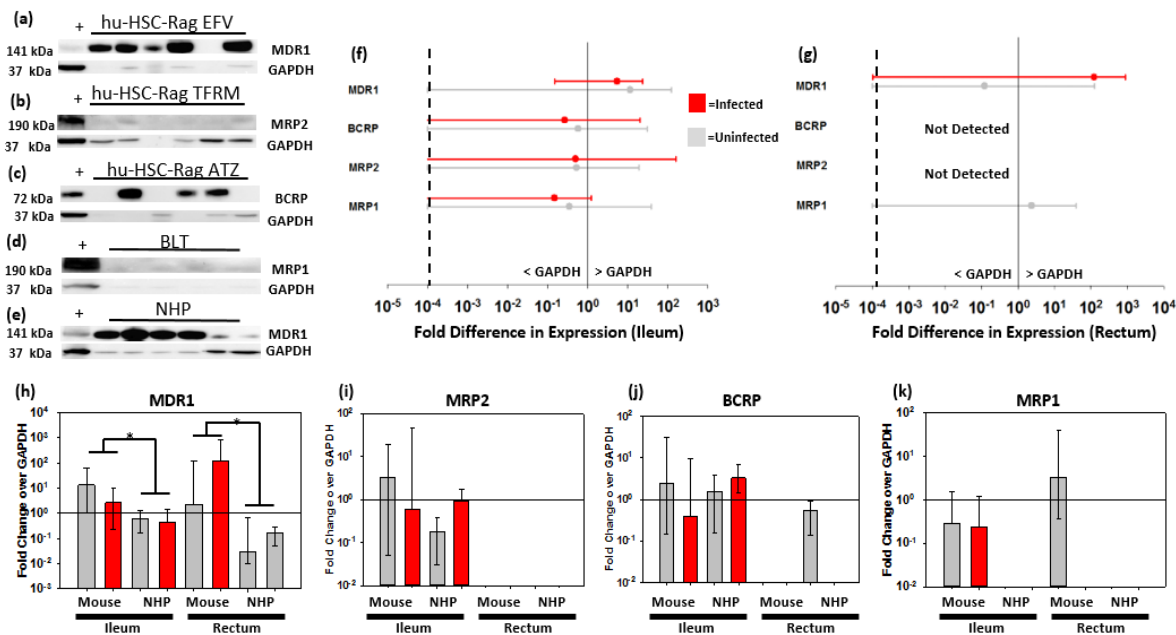 (a)
+ hu-HSC-Rag EFV
141 kDa MDR1
37 kDa GAPDH
(b)
+ hu-HSC-Rag TFRM
190 kDa MRP2
37 kDa GAPDH
(c)
+ hu-HSC-Rag ATZ
72 kDa BCRP
37 kDa GAPDH
(d)
+ BLT
190 kDa MRP1
37 kDa GAPDH
(e)
+ NHP
141 kDa MDR1
37 kDa GAPDH
(f)
MDR1
BCRP
MRP2
MRP1
< GAPDH > GAPDH
10-5 10-4 10-3 10-2 10-1 100 101 102 103
Fold Difference in Expression (Ileum)
=Infected
=Uninfected
(g)
MDR1
BCRP Not Detected
MRP2 Not Detected
MRP1
< GAPDH > GAPDH
10-5 10-4 10-3 10-2 10-1 100 101 102 103 104
Fold Difference in Expression (Rectum)
(h)
MDR1
Fold Change over GAPDH
104
103
102
101
100
10-1
10-2
10-3
* *
Mouse NHP Mouse NHP
Ileum Rectum
(i)
MRP2
Fold Change over GAPDH
102
101
100
10-1
10-2
Mouse NHP Mouse NHP
Ileum Rectum
(j)
BCRP
Fold Change over GAPDH
102
101
100
10-1
10-2
Mouse NHP Mouse NHP
Ileum Rectum
(k)
MRP1
Fold Change over GAPDH
102
101
100
10-1
10-2
Mouse NHP Mouse NHP
Ileum Rectum